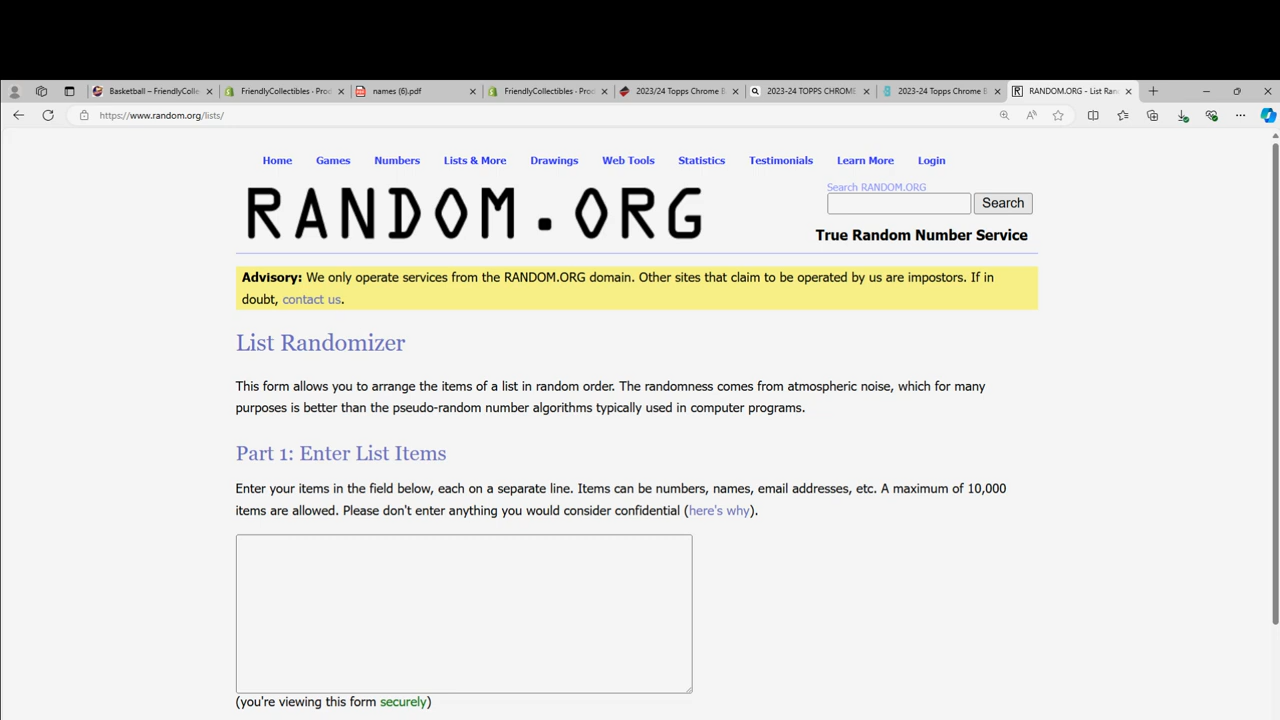 Basketball – FriendlyColle
FriendlyCollectibles · Prod
names (6).pdf
FriendlyCollectibles · Prod
2023/24 Topps Chrome B
2023-24 TOPPS CHROME
2023-24 Topps Chrome B
RANDOM.ORG - List Ran
https://www.random.org/lists/
Home Games Numbers Lists & More Drawings Web Tools Statistics Testimonials Learn More Login
RANDOM.ORG
Search RANDOM.ORG
Search
True Random Number Service
Advisory: We only operate services from the RANDOM.ORG domain. Other sites that claim to be operated by us are impostors. If in
doubt, contact us.
List Randomizer
This form allows you to arrange the items of a list in random order. The randomness comes from atmospheric noise, which for many
purposes is better than the pseudo-random number algorithms typically used in computer programs.
Part 1: Enter List Items
Enter your items in the field below, each on a separate line. Items can be numbers, names, email addresses, etc. A maximum of 10,000
items are allowed. Please don't enter anything you would consider confidential (here's why).
(you're viewing this form securely)